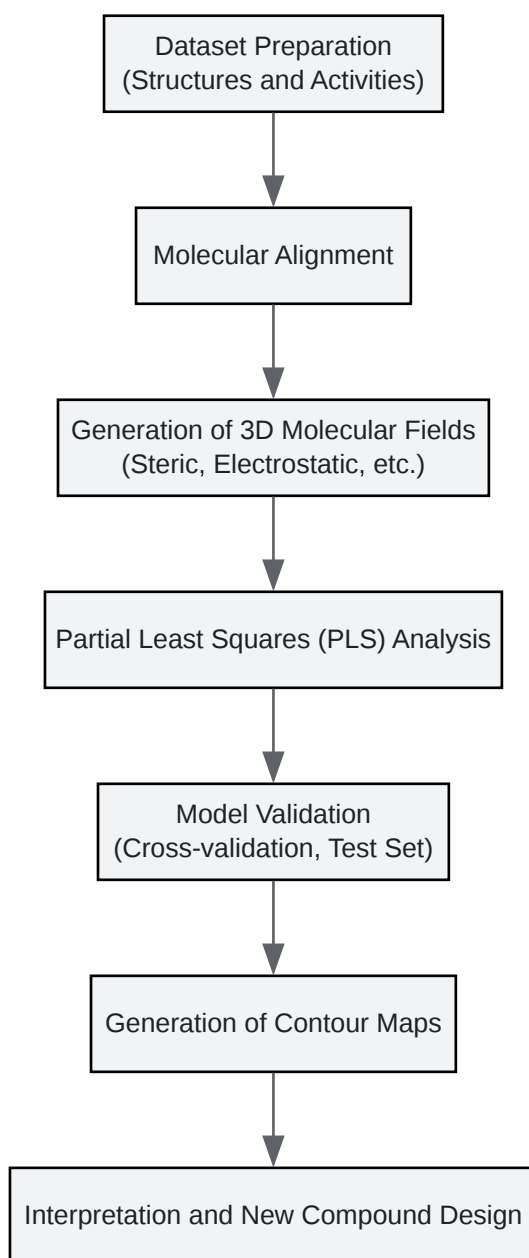 Dataset Preparation
(Structures and Activities)
Molecular Alignment
Generation of 3D Molecular Fields
(Steric, Electrostatic, etc.)
Partial Least Squares (PLS) Analysis
Model Validation
(Cross-validation, Test Set)
Generation of Contour Maps
Interpretation and New Compound Design